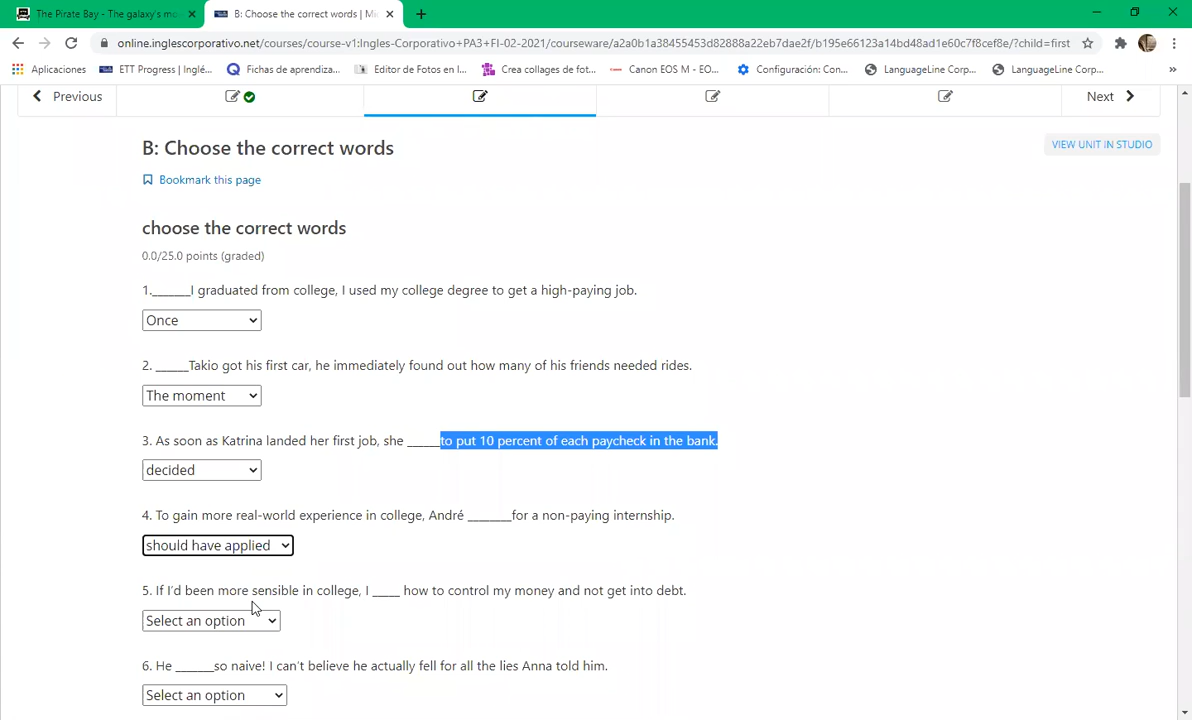 The Pirate Bay - The galaxy's mo
B: Choose the correct words | Mi
online.inglescorporativo.net/courses/course-v1:Ingles-Corporativo+PA3+FI-02-2021/courseware/a2a0b1a38455453d82888a22eb7dae2f/b195e66123a14bd48ad1e60c7f8cef8e/?child=first
Aplicaciones ETT Progress | Inglé... Fichas de aprendiza... Editor de Fotos en l... Crea collages de fot... Canon EOS M - EO... Configuración: Con... LanguageLine Corp... LanguageLine Corp... »
Previous Next
B: Choose the correct words
VIEW UNIT IN STUDIO
Bookmark this page
choose the correct words
0.0/25.0 points (graded)
1._______I graduated from college, I used my college degree to get a high-paying job.
Once
2. ______Takio got his first car, he immediately found out how many of his friends needed rides.
The moment
3. As soon as Katrina landed her first job, she ______to put 10 percent of each paycheck in the bank.
decided
4. To gain more real-world experience in college, André ________for a non-paying internship.
should have applied
5. If I'd been more sensible in college, I _____ how to control my money and not get into debt.
Select an option
6. He _______so naive! I can't believe he actually fell for all the lies Anna told him.
Select an option